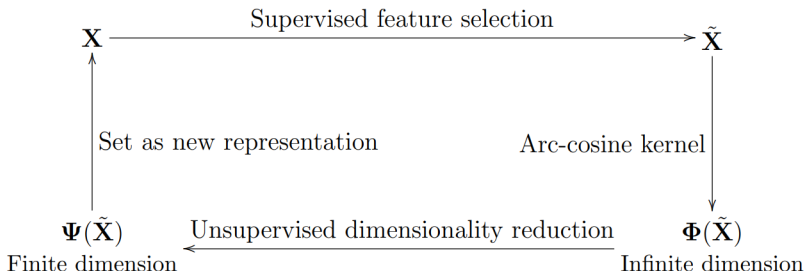 Supervised feature selection
X
X̃
Set as new representation
Arc-cosine kernel
Ψ(X̃)
Unsupervised dimensionality reduction
Φ(X̃)
Finite dimension
Infinite dimension